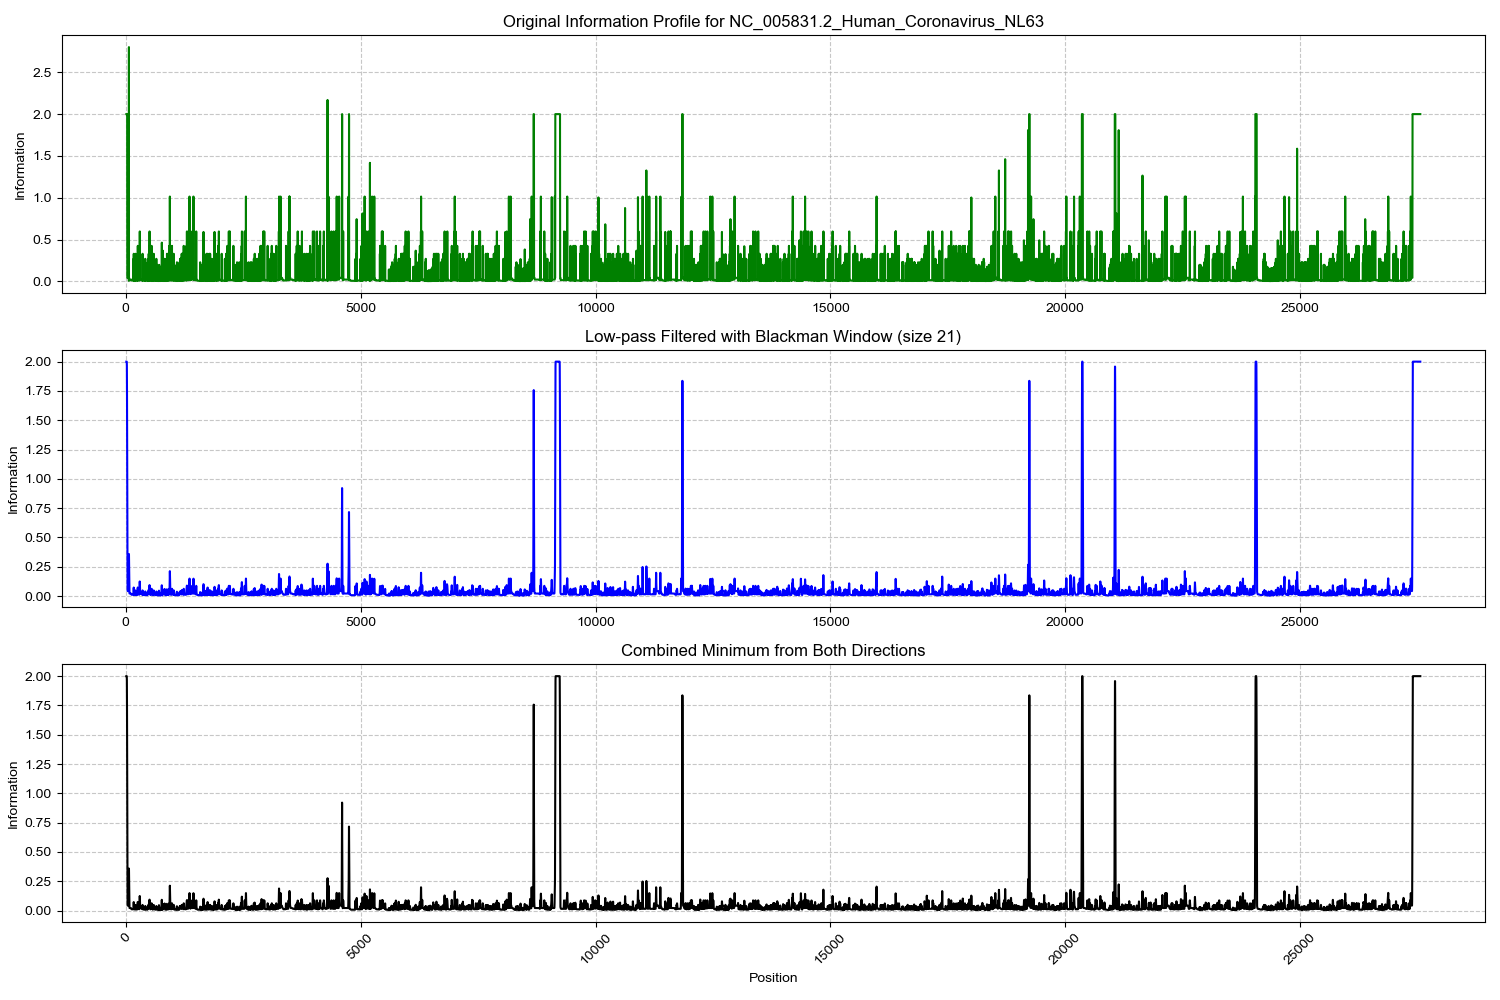 Original Information Profile for NC_005831.2_Human_Coronavirus_NL63
Information
2.5
2.0
1.5
1.0
0.5
0.0
0 5000 10000 15000 20000 25000
Low-pass Filtered with Blackman Window (size 21)
Information
2.00
1.75
1.50
1.25
1.00
0.75
0.50
0.25
0.00
0 5000 10000 15000 20000 25000
Combined Minimum from Both Directions
Information
2.00
1.75
1.50
1.25
1.00
0.75
0.50
0.25
0.00
0 5000 10000 15000 20000 25000
Position